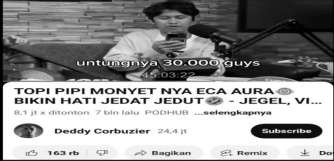 untungnya 30.000 guys
45:03:22
TOPI PIPI MONYET NYA ECA AURA
BIKIN HATI JEDAT JEDUT - JEGEL, VI...
8,1 jt x ditonton 7 bln lalu PODHUB ...selengkapnya
Deddy Corbuzier 24,4 jt Subscribe
163 rb Bagikan Remix Do